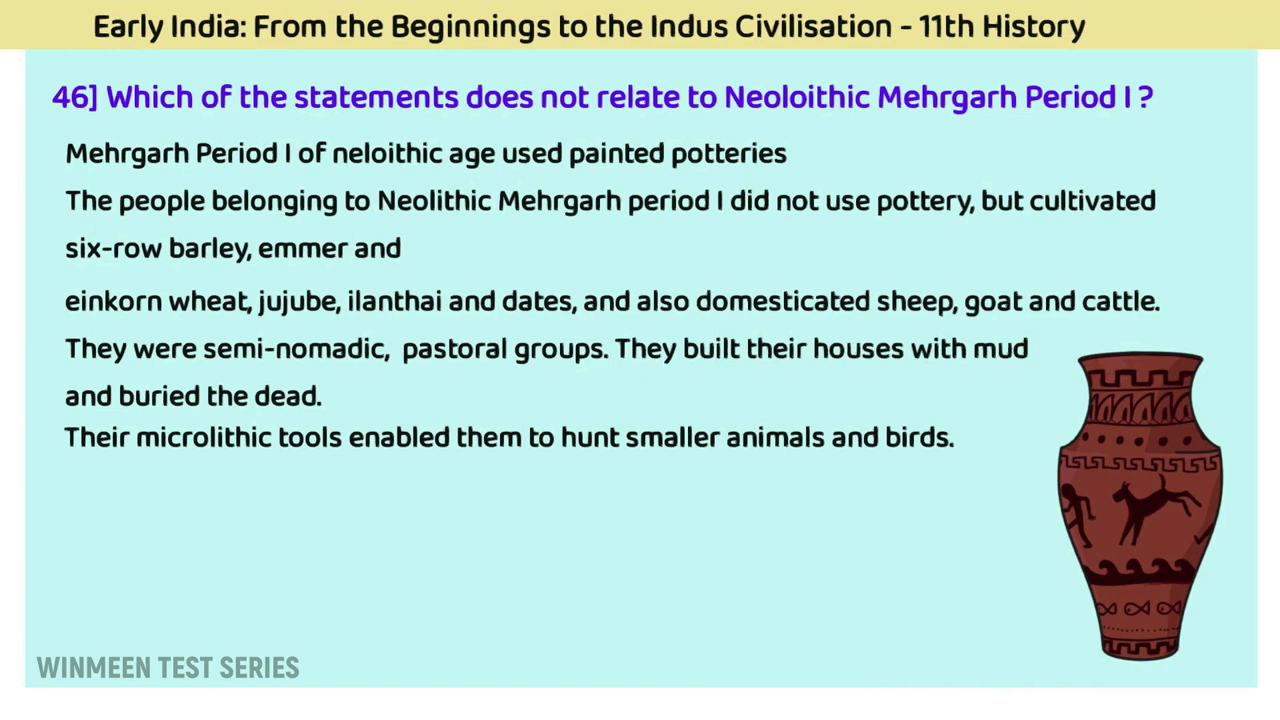 Early India: From the Beginnings to the Indus Civilisation - 11th History
46] Which of the statements does not relate to Neoloithic Mehrgarh Period I ?
Mehrgarh Period I of neloithic age used painted potteries
The people belonging to Neolithic Mehrgarh period I did not use pottery, but cultivated
six-row barley, emmer and
einkorn wheat, jujube, ilanthai and dates, and also domesticated sheep, goat and cattle.
They were semi-nomadic, pastoral groups. They built their houses with mud
and buried the dead.
Their microlithic tools enabled them to hunt smaller animals and birds.
WINMEEN TEST SERIES